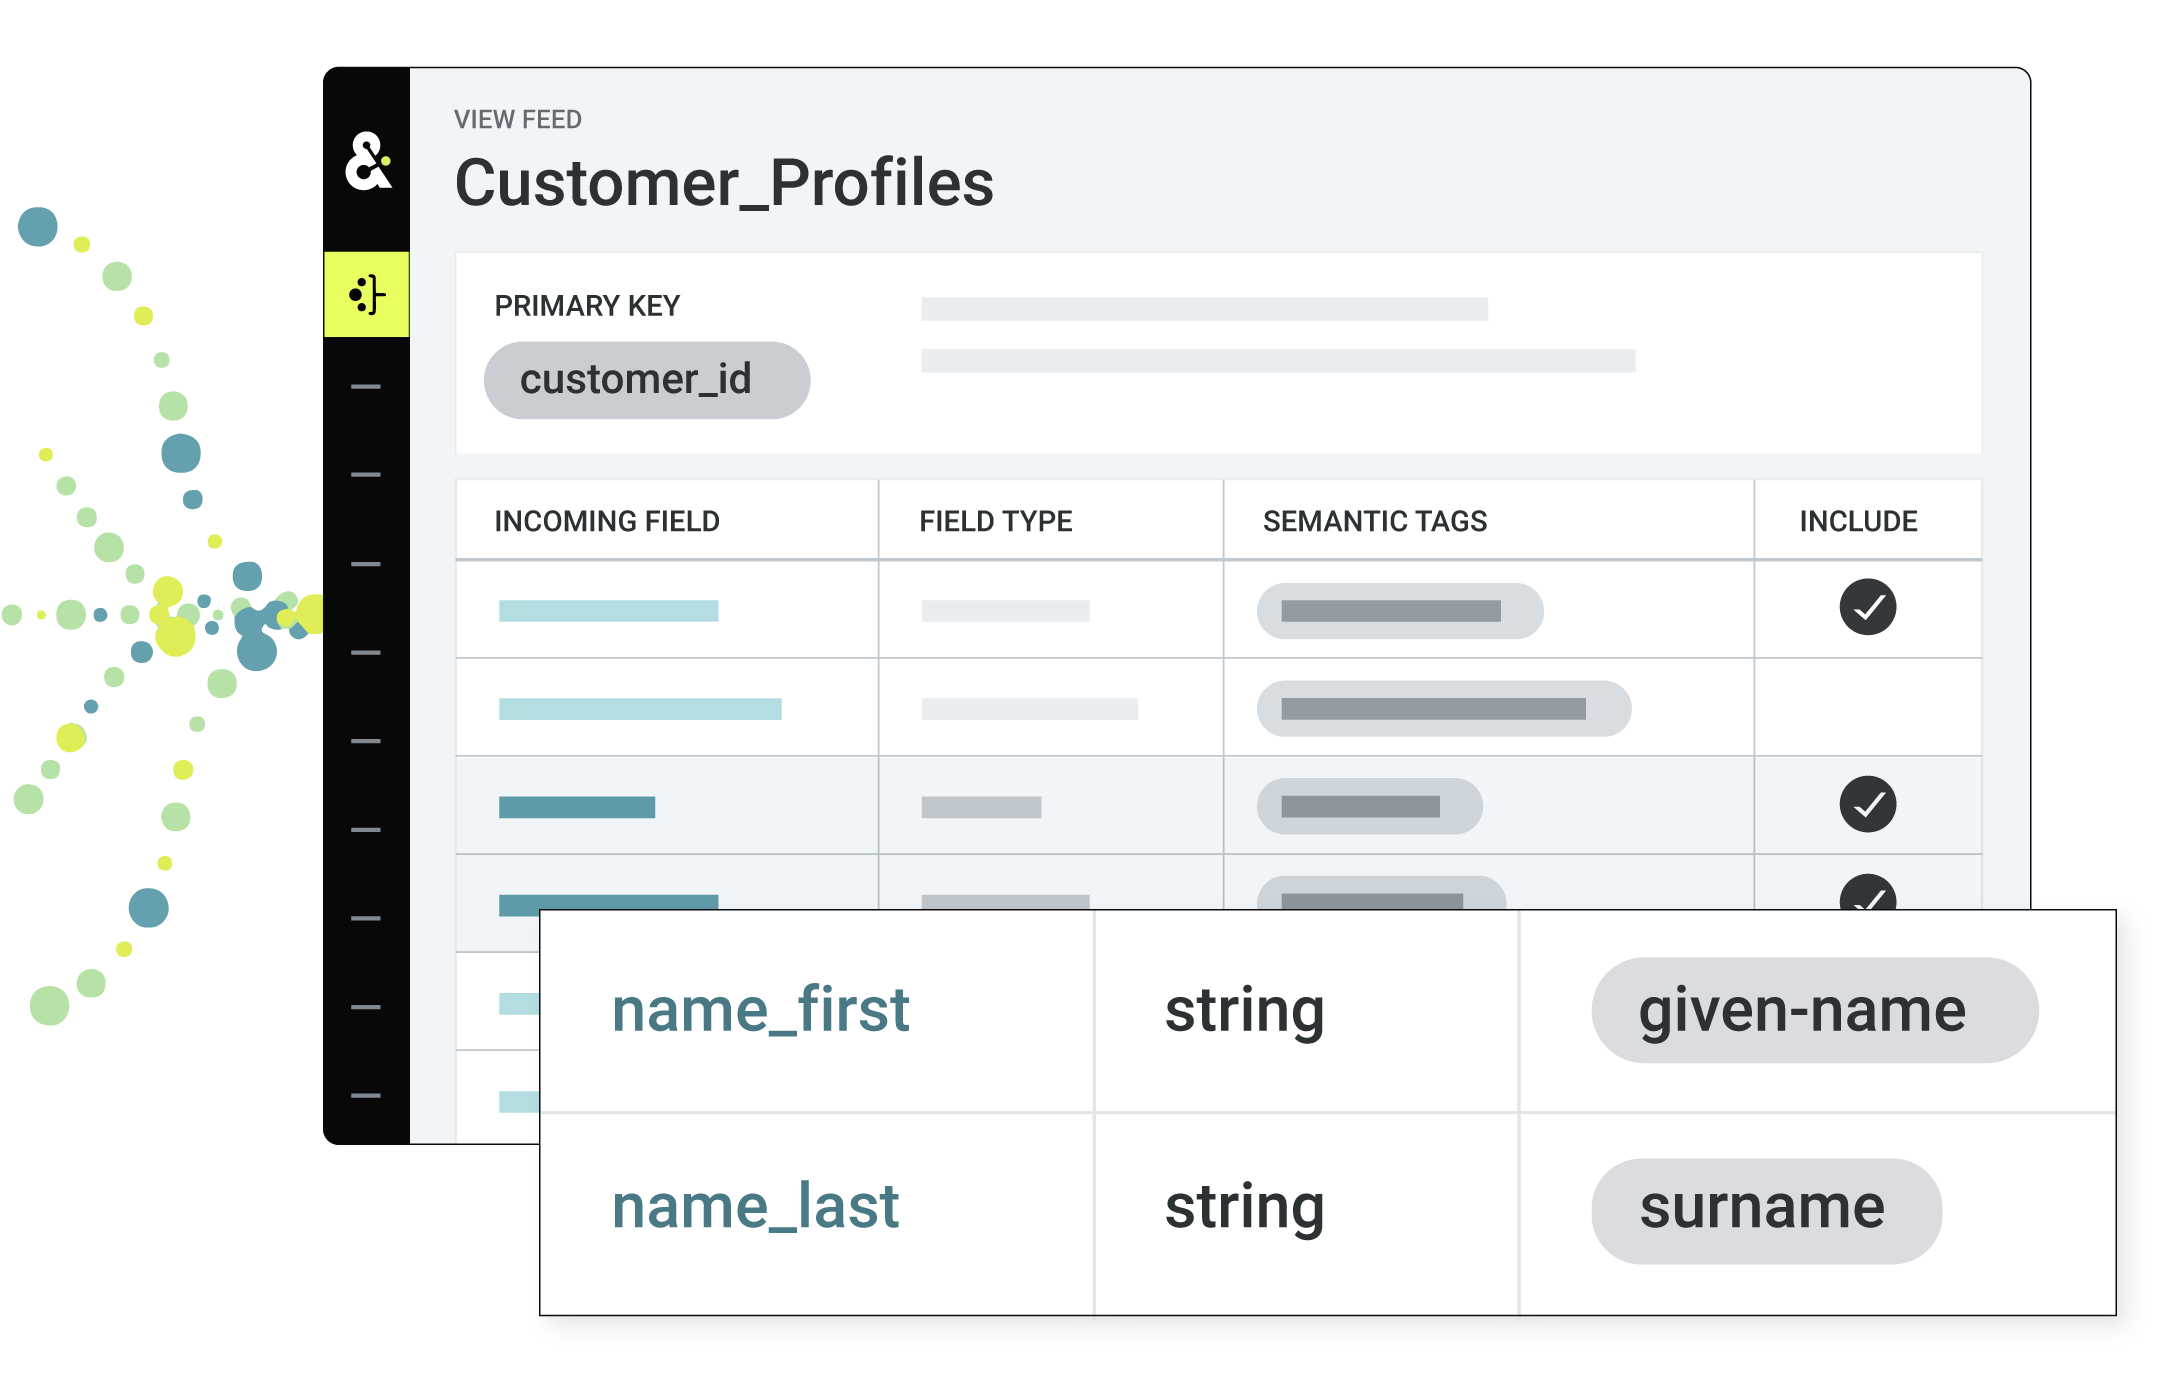 VIEW FEED
Customer_Profiles
PRIMARY KEY
customer_id
INCOMING FIELD FIELD TYPE SEMANTIC TAGS INCLUDE
name_first string given-name
name_last string surname